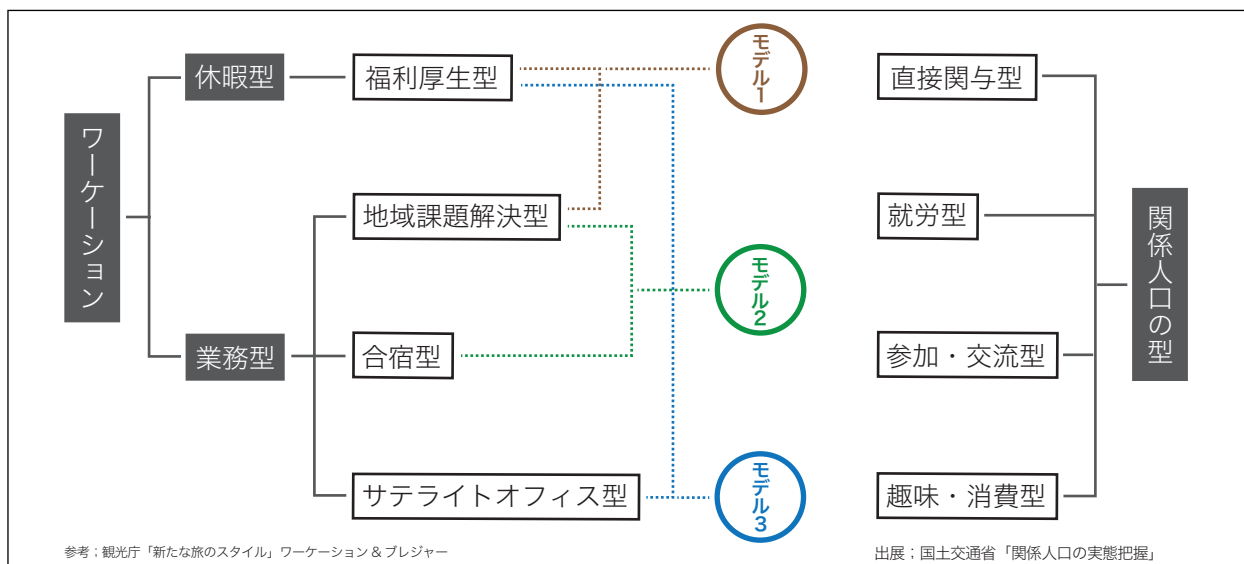 ワーケーション
休暇型
業務型
福利厚生型
地域課題解決型
合宿型
サテライトオフィス型
モデル1
モデル2
モデル3
直接関与型
就労型
参加・交流型
趣味・消費型
関係人口の型
参考；観光庁「新たな旅のスタイル」ワーケーション & ブレジャー
出展；国土交通省「関係人口の実態把握」